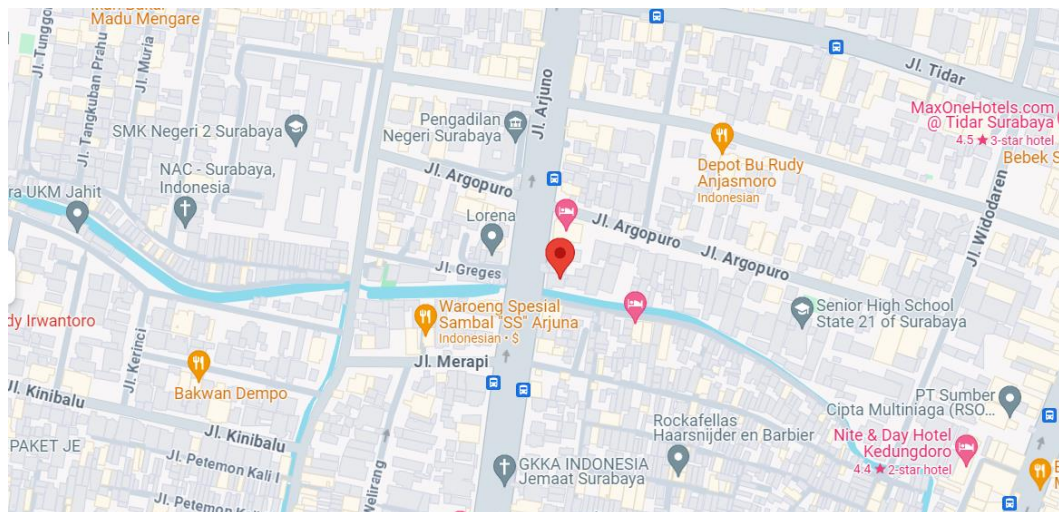 Madu Mengare
Jl. Muria
Jl. Tangkuban Prahu
SMK Negeri 2 Surabaya
NAC - Surabaya,
Indonesia
ra UKM Jahit
Pengadilan
Negeri Surabaya
Jl. Arjuno
Jl. Tidar
MaxOneHotels.com
@ Tidar Surabaya
4.5 ★ 3-star hotel
Bebek S
Depot Bu Rudy
Anjasmoro
Indonesian
Jl. Argopuro
Lorena
Jl. Argopuro
Jl. Argopuro
Jl. Widodaren
Jl. Greges
Waroeng Spesial
Sambal "SS" Arjuna
Indonesian · $
Senior High School
State 21 of Surabaya
dy Irwantoro
Jl. Kerinci
Jl. Merapi
Bakwan Dempo
Jl. Kinibalu
Jl. Kinibalu
PAKET JE
Jl. Petemon Kali I
Jl. Petemon
Welirang
GKKA INDONESIA
Jemaat Surabaya
Rockafellas
Haarsnijder en Barbier
PT Sumber
Cipta Multiniaga (RSO...
Nite & Day Hotel
Kedungdoro
4.4 ★ 2-star hotel